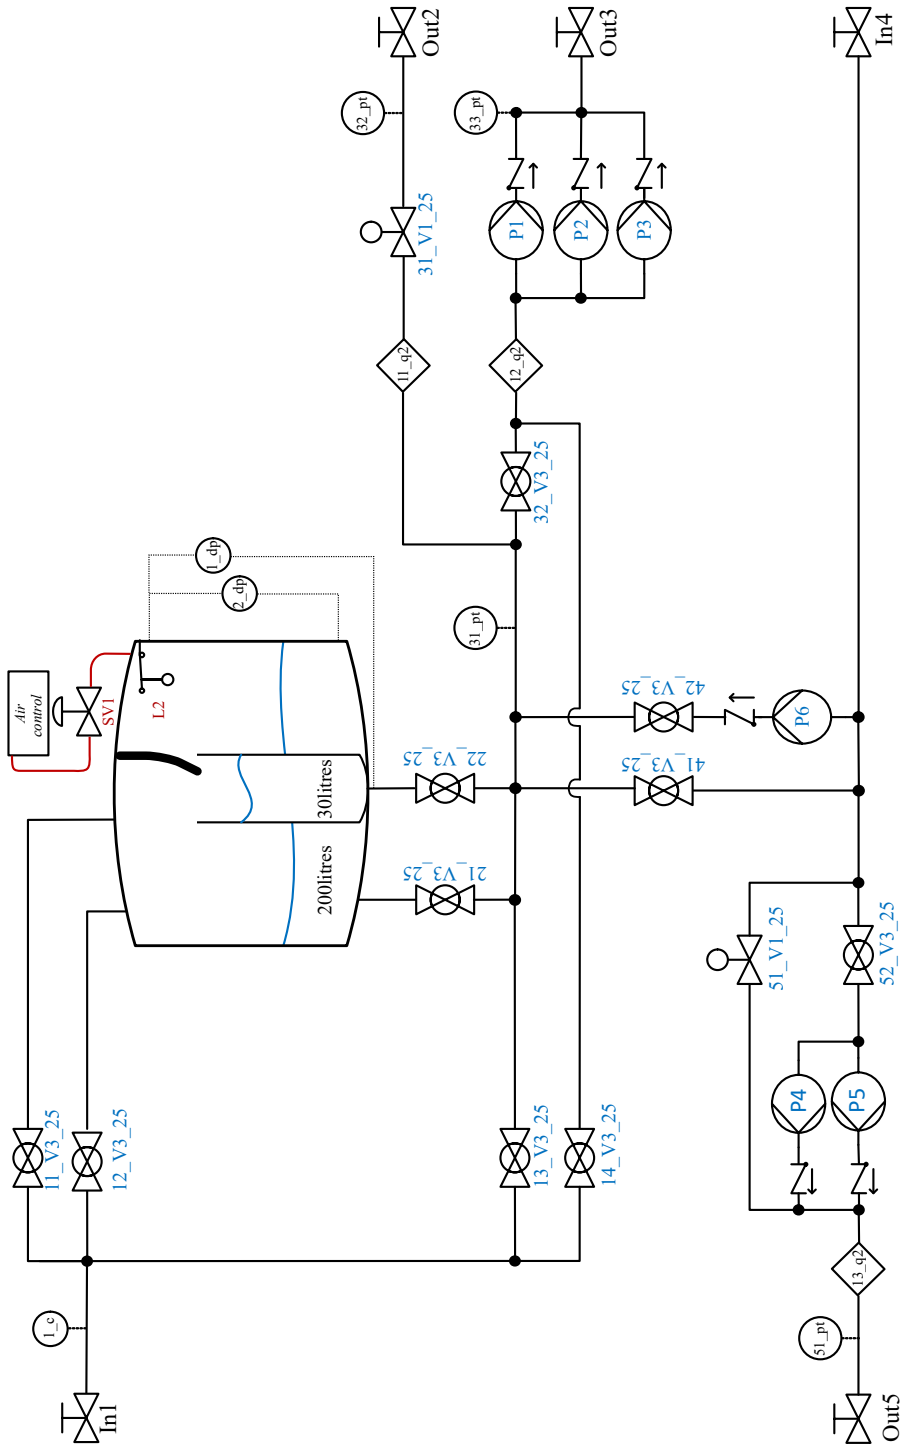 Out2
Out3
In4
32_pt
33_pt
31_V1_25
P1
P2
P3
11_q2
12_q2
32_V3_25
1_dp
2_dp
31_pt
Air
control
SV1
L2
42_V3_25
P6
41_V3_25
22_V3_25
30litres
21_V3_25
200litres
51_V1_25
52_V3_25
P4
P5
11_V3_25
12_V3_25
13_V3_25
14_V3_25
13_q2
1_c
51_pt
In1
Out5